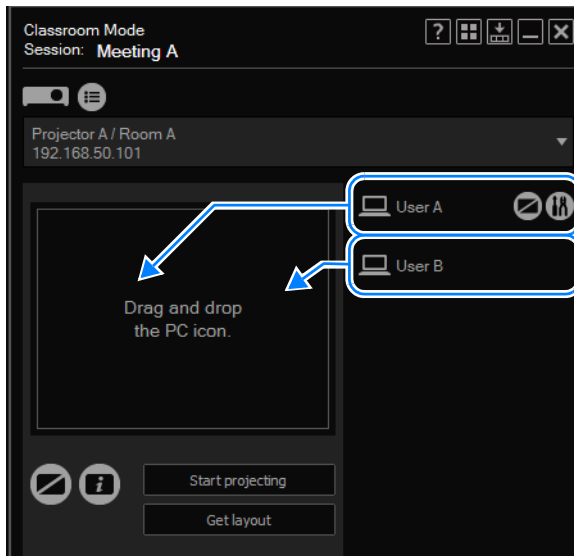 Classroom Mode
Session: Meeting A
Projector A / Room A
192.168.50.101
User A
User B
Drag and drop
the PC icon.
Start projecting
Get layout